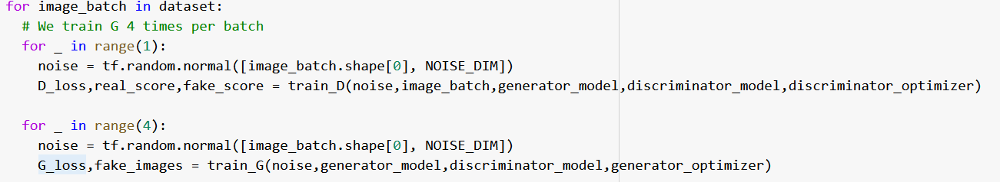 for image_batch in dataset:
# We train G 4 times per batch
for _ in range(1):
noise = tf.random.normal([image_batch.shape[0], NOISE_DIM])
D_loss,real_score,fake_score = train_D(noise,image_batch,generator_model,discriminator_model,discriminator_optimizer)
for _ in range(4):
noise = tf.random.normal([image_batch.shape[0], NOISE_DIM])
G_loss,fake_images = train_G(noise,generator_model,discriminator_model,generator_optimizer)